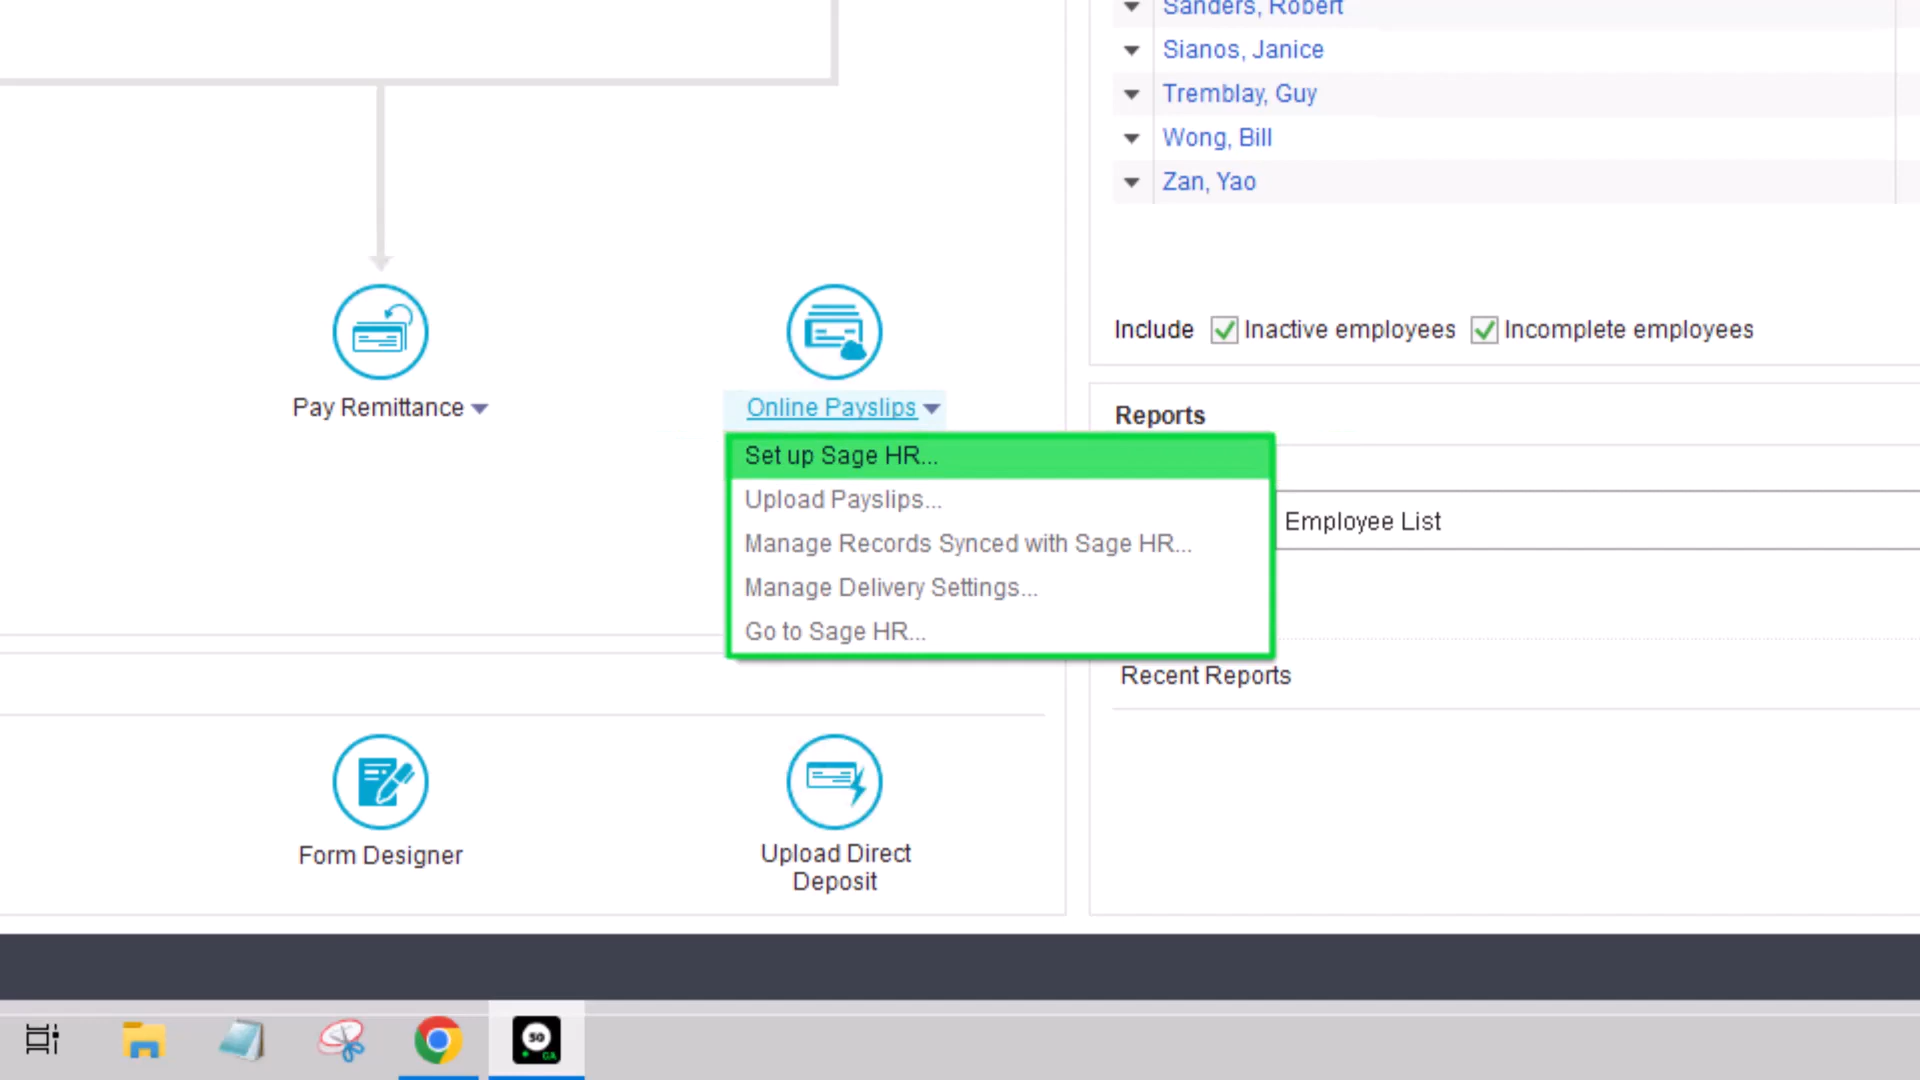 Sanders, Robert
Sianos, Janice
Tremblay, Guy
Wong, Bill
Zan, Yao
Include Inactive employees Incomplete employees
Pay Remittance
Online Payslips
Set up Sage HR...
Upload Payslips...
Manage Records Synced with Sage HR...
Manage Delivery Settings...
Go to Sage HR...
Reports
Employee List
Recent Reports
Form Designer
Upload Direct
Deposit
50
CA